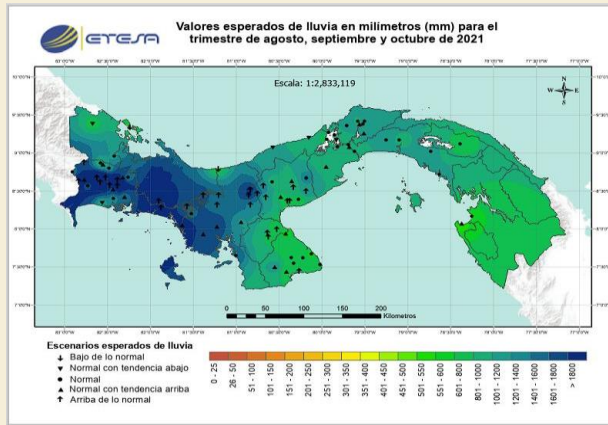 ETESA
Valores esperados de lluvia en milímetros (mm) para el
trimestre de agosto, septiembre y octubre de 2021
Escala: 1:2,833,119
N
W E
S
0 25 50 100 150 200
Kilometros
Escenarios esperados de lluvia
Bajo de lo normal
Normal con tendencia abajo
Normal
Normal con tendencia arriba
Arriba de lo normal
0 - 25
26 - 50
51 - 100
101 - 150
151 - 200
201 - 250
251 - 300
301 - 350
351 - 400
401 - 450
451 - 500
501 - 550
551 - 600
601 - 800
801 - 1000
1001 - 1200
1201 - 1400
1401 - 1600
1601 - 1800
> 1800